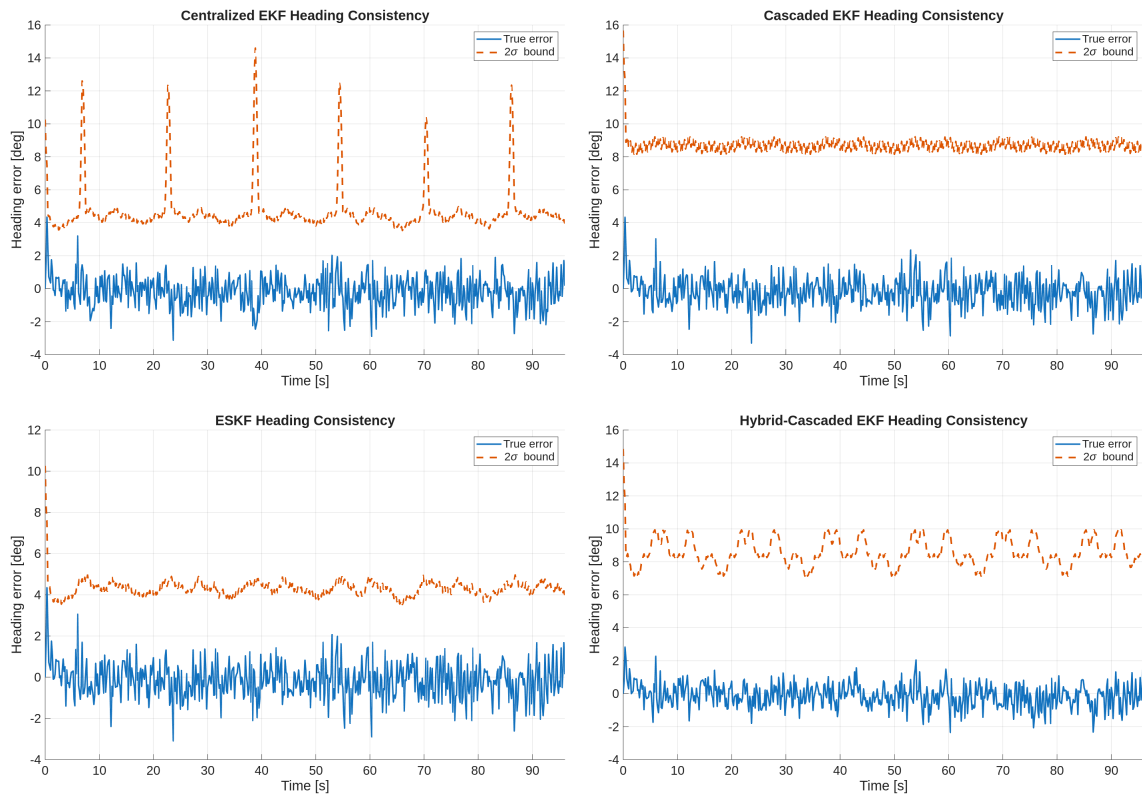 Centralized EKF Heading Consistency
16
14
12
10
8
6
4
2
0
-2
-4
Heading error [deg]
True error
2σ bound
0 10 20 30 40 50 60 70 80 90
Time [s]
Cascaded EKF Heading Consistency
16
14
12
10
8
6
4
2
0
-2
-4
Heading error [deg]
True error
2σ bound
0 10 20 30 40 50 60 70 80 90
Time [s]
ESKF Heading Consistency
12
10
8
6
4
2
0
-2
-4
Heading error [deg]
True error
2σ bound
0 10 20 30 40 50 60 70 80 90
Time [s]
Hybrid-Cascaded EKF Heading Consistency
16
14
12
10
8
6
4
2
0
-2
-4
Heading error [deg]
True error
2σ bound
0 10 20 30 40 50 60 70 80 90
Time [s]